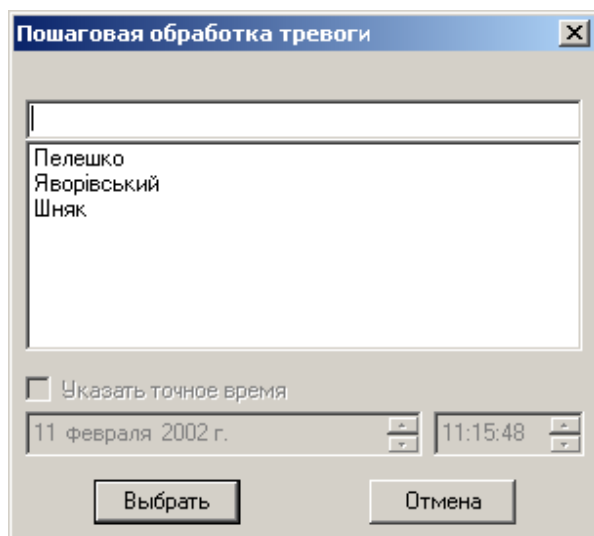 Пошаговая обработка тревоги
Пелешко
Яворівський
Шняк
Указать точное время
11 февраля 2002 г. 11:15:48
Выбрать Отмена